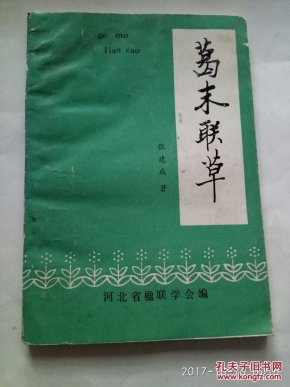 ge mo
lian cao
葛末联草
张建成 著
河北省楹联学会编
2017-
孔夫子旧书网